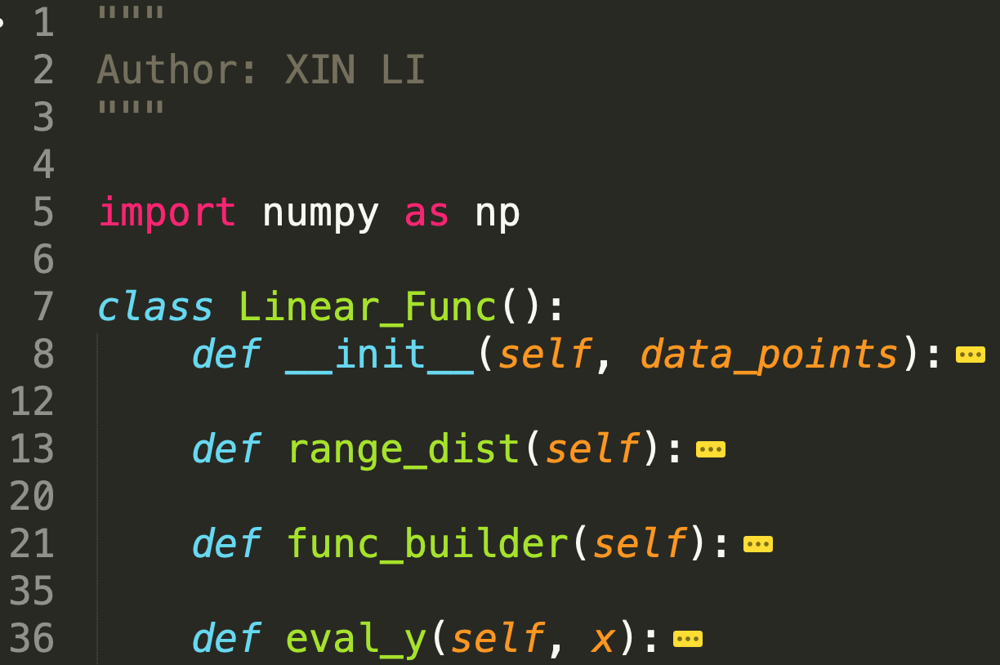 1 """
2 Author: XIN LI
3 """
4
5 import numpy as np
6
7 class Linear_Func():
8     def __init__(self, data_points):
12
13     def range_dist(self):
20
21     def func_builder(self):
35
36     def eval_y(self, x):